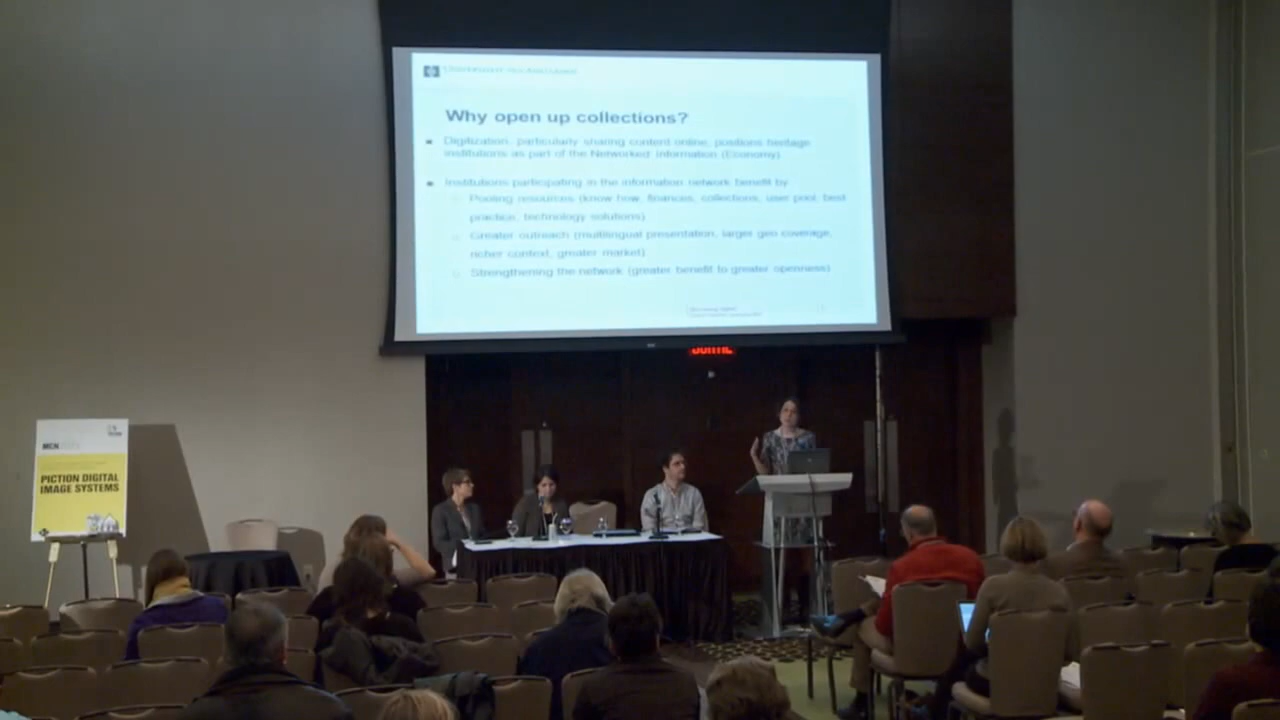 Why open up collections?
Digitization, particularly sharing content online, positions heritage
institutions as part of the Networked Information (Economy)
Institutions participating in the information network benefit by
Pooling resources (know how, finances, collections, user pool, best
practice, technology solutions)
Greater outreach (multilingual presentation, larger geo coverage,
richer context, greater market)
Strengthening the network (greater benefit to greater openness)
SORTIE
MCN
PICTION DIGITAL
IMAGE SYSTEMS